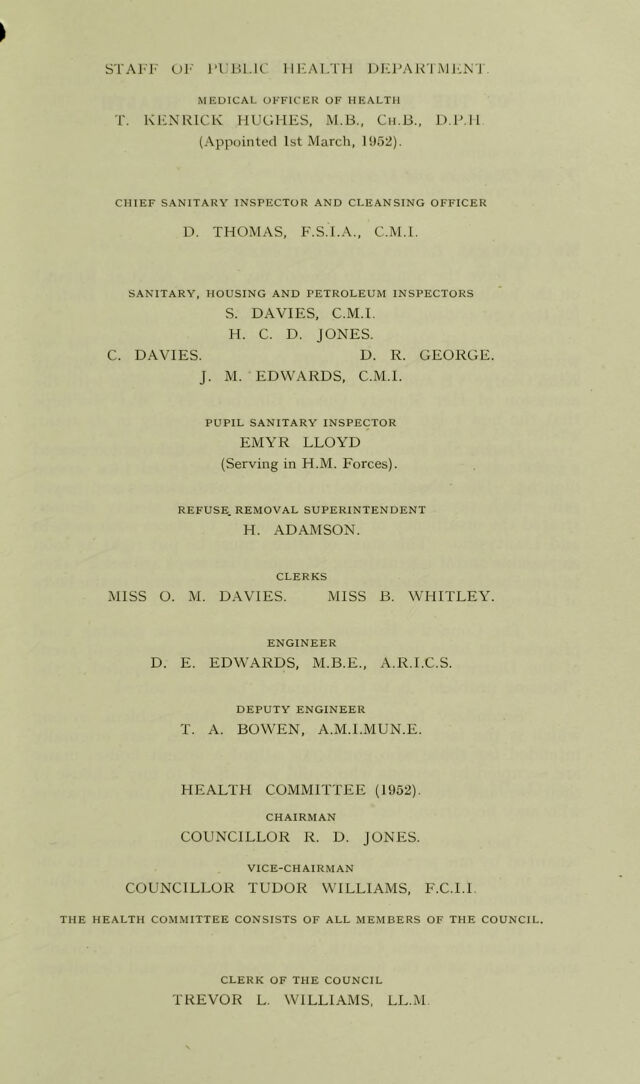 STAFF OF PUBLIC HEALTH DEPARTMENT.
MEDICAL OFFICER OF HEALTH
T. KENRICK HUGHES, M.B., CH.B., D.P.H.
(Appointed 1st March, 1952).
CHIEF SANITARY INSPECTOR AND CLEANSING OFFICER
D. THOMAS, F.S.I.A., C.M.I.
SANITARY, HOUSING AND PETROLEUM INSPECTORS
S. DAVIES, C.M.I.
H. C. D. JONES.
C. DAVIES. D. R. GEORGE.
J. M. EDWARDS, C.M.I.
PUPIL SANITARY INSPECTOR
EMYR LLOYD
(Serving in H.M. Forces).
REFUSE REMOVAL SUPERINTENDENT
H. ADAMSON.
CLERKS
MISS O. M. DAVIES. MISS B. WHITLEY.
ENGINEER
D. E. EDWARDS, M.B.E., A.R.I.C.S.
DEPUTY ENGINEER
T. A. BOWEN, A.M.I.MUN.E.
HEALTH COMMITTEE (1952).
CHAIRMAN
COUNCILLOR R. D. JONES.
VICE-CHAIRMAN
COUNCILLOR TUDOR WILLIAMS, F.C.I.I.
THE HEALTH COMMITTEE CONSISTS OF ALL MEMBERS OF THE COUNCIL.
CLERK OF THE COUNCIL
TREVOR L. WILLIAMS, LL.M.